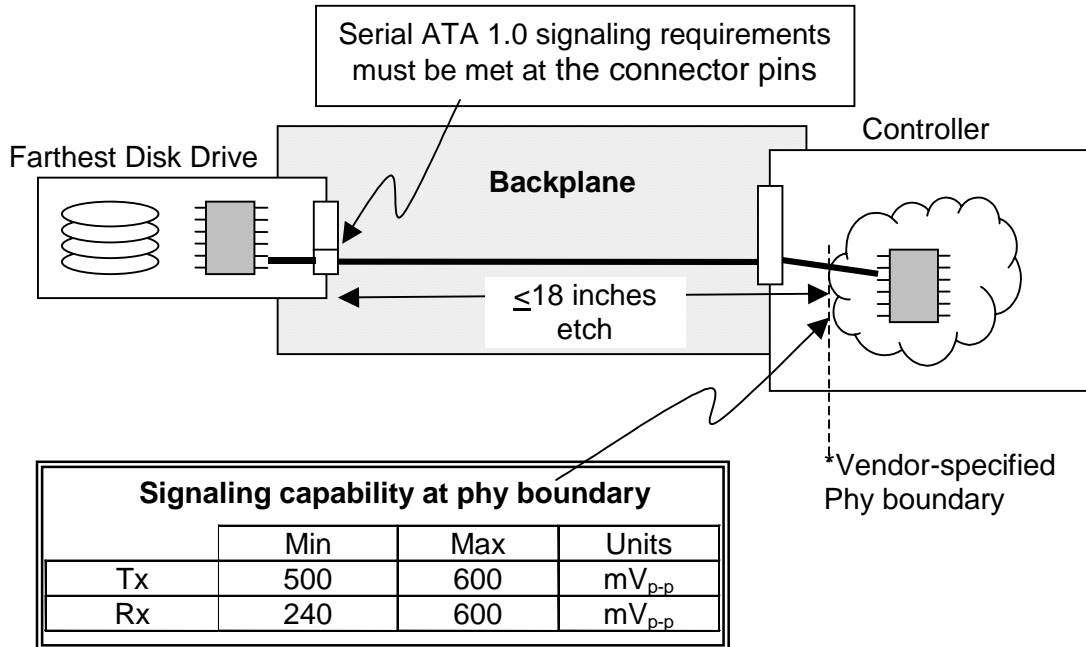 Serial ATA 1.0 signaling requirements
must be met at the connector pins
Controller
Farthest Disk Drive
Backplane
≤18 inches
etch
*Vendor-specified
Phy boundary
Signaling capability at phy boundary
Min Max Units
Tx 500 600 mVp-p
Rx 240 600 mVp-p